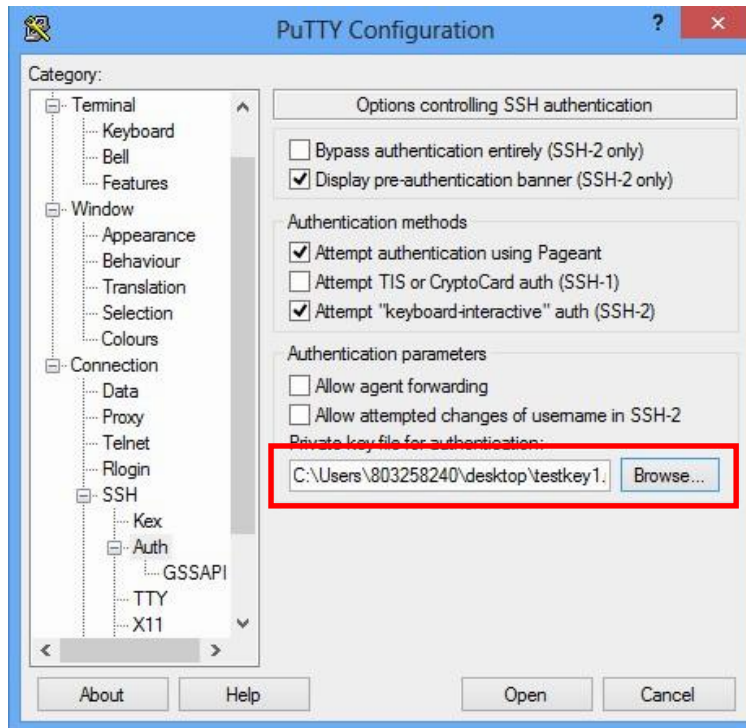 PuTTY Configuration
?
Category:
Terminal
Keyboard
Bell
Features
Window
Appearance
Behaviour
Translation
Selection
Colours
Connection
Data
Proxy
Telnet
Rlogin
SSH
Kex
Auth
GSSAPI
TTY
X11
Options controlling SSH authentication
Bypass authentication entirely (SSH-2 only)
Display pre-authentication banner (SSH-2 only)
Authentication methods
Attempt authentication using Pageant
Attempt TIS or CryptoCard auth (SSH-1)
Attempt "keyboard-interactive" auth (SSH-2)
Authentication parameters
Allow agent forwarding
Allow attempted changes of username in SSH-2
Private key file for authentication:
C:\Users\803258240\desktop\testkey1.
Browse...
About
Help
Open
Cancel